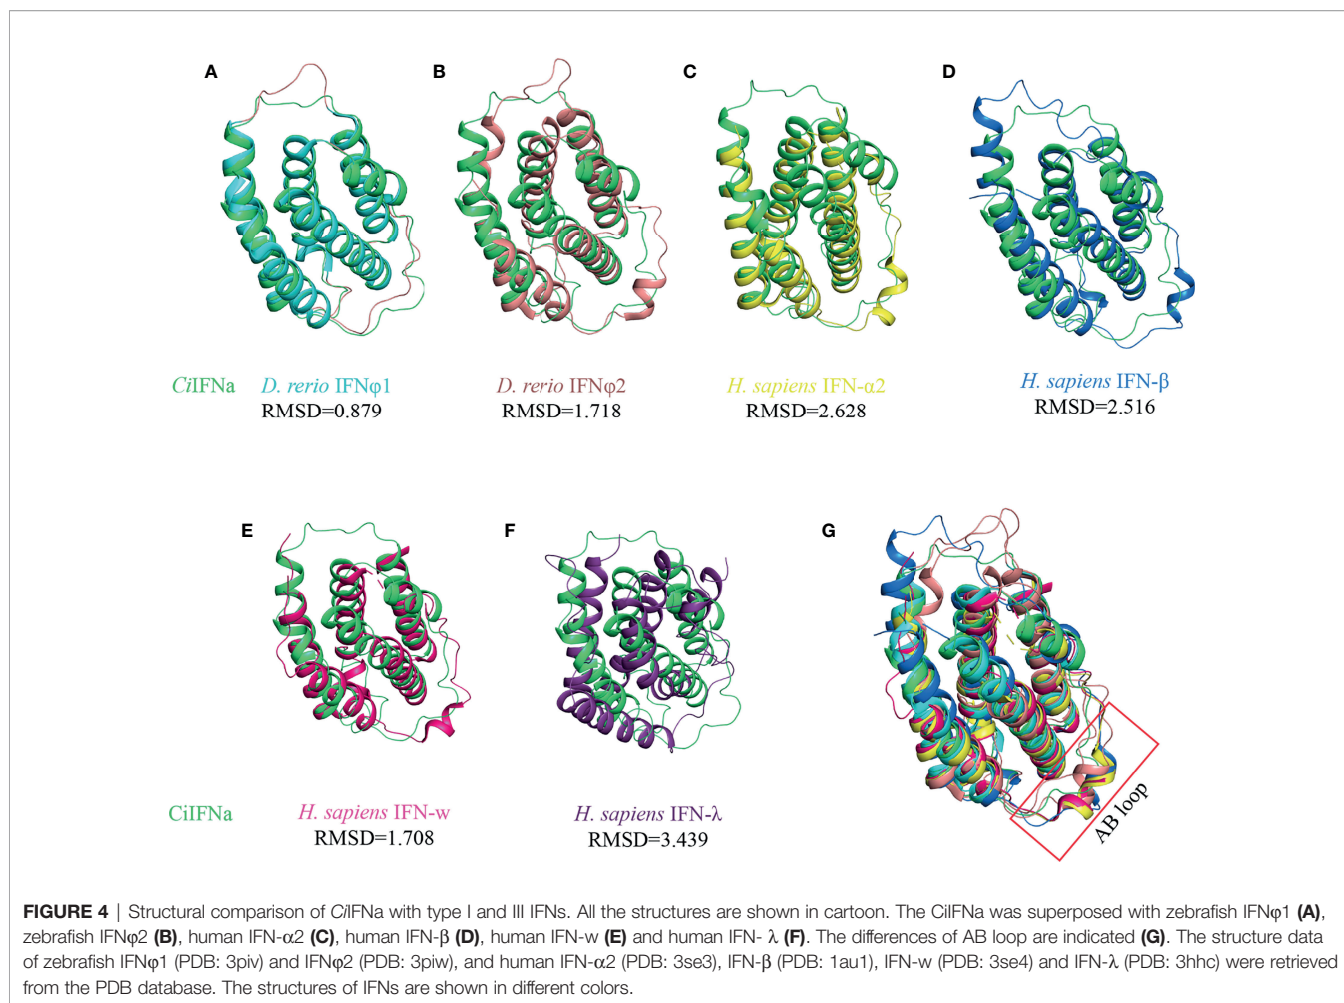 A
B
C
D
CiIFNa D. rerio IFNφ1
RMSD=0.879
D. rerio IFNφ2
RMSD=1.718
H. sapiens IFN-α2
RMSD=2.628
H. sapiens IFN-β
RMSD=2.516
E
F
G
AB loop
CiIFNa
H. sapiens IFN-w
RMSD=1.708
H. sapiens IFN-λ
RMSD=3.439
FIGURE 4 | Structural comparison of CiIFNa with type I and III IFNs. All the structures are shown in cartoon. The CiIFNa was superposed with zebrafish IFNφ1 (A),
zebrafish IFNφ2 (B), human IFN-α2 (C), human IFN-β (D), human IFN-w (E) and human IFN- λ (F). The differences of AB loop are indicated (G). The structure data
of zebrafish IFNφ1 (PDB: 3piv) and IFNφ2 (PDB: 3piw), and human IFN-α2 (PDB: 3se3), IFN-β (PDB: 1au1), IFN-w (PDB: 3se4) and IFN-λ (PDB: 3hhc) were retrieved
from the PDB database. The structures of IFNs are shown in different colors.